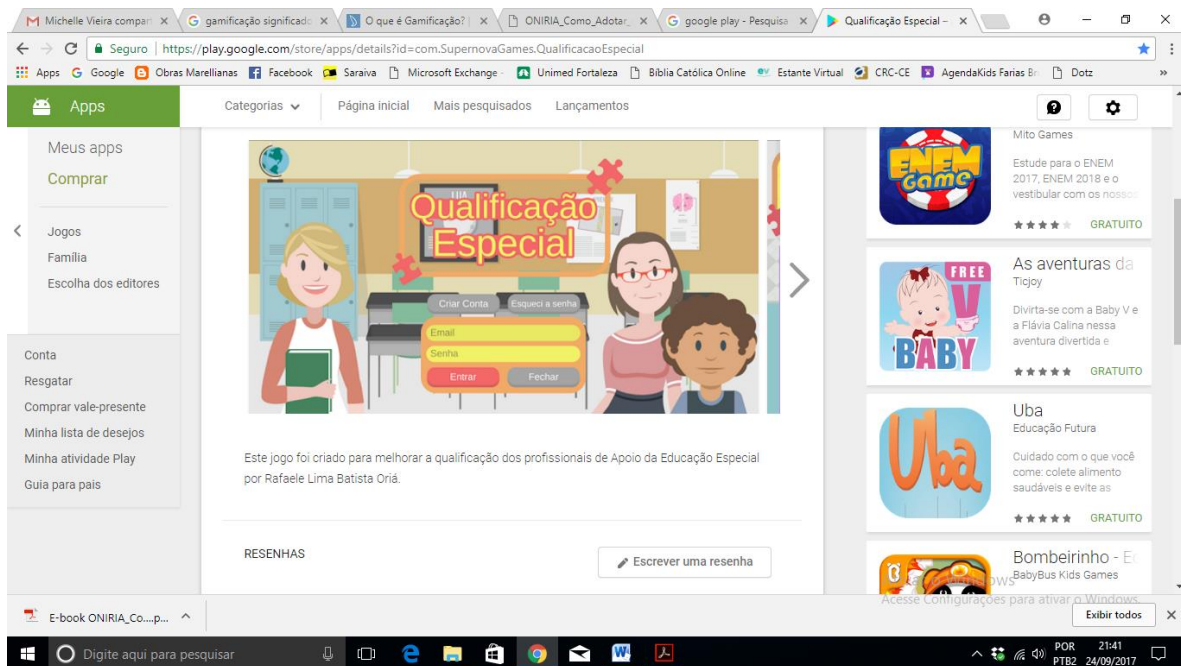 Michelle Vieira compar
gamificação significado
O que é Gamificação? |
ONIRIA_Como_Adotar_
google play - Pesquisa
Qualificação Especial –
Seguro | https://play.google.com/store/apps/details?id=com.SupernovaGames.QualificacaoEspecial
Apps Google Obras Marellianas Facebook Saraiva Microsoft Exchange - Unimed Fortaleza Bíblia Católica Online Estante Virtual CRC-CE AgendaKids Farias Br Dotz
Apps
Categorias Página inicial Mais pesquisados Lançamentos
Meus apps
Comprar
Jogos
Família
Escolha dos editores
Conta
Resgatar
Comprar vale-presente
Minha lista de desejos
Minha atividade Play
Guia para pais
LUA
Qualificação
Especial
Criar Conta Esqueci a senha
Email
Senha
Entrar Fechar
Este jogo foi criado para melhorar a qualificação dos profissionais de Apoio da Educação Especial
por Rafaele Lima Batista Oriá.
RESENHAS
Escrever uma resenha
ENEM
Game
Mito Games
Estude para o ENEM
2017, ENEM 2018 e o
vestibular com os nossos
GRATUITO
FREE
V
BABY
As aventuras da
Ticjoy
Divirta-se com a Baby V e
a Flávia Calina nessa
aventura divertida e
GRATUITO
Uba
Uba
Educação Futura
Cuidado com o que você
come: colete alimento
saudáveis e evite as
GRATUITO
Bombeirinho - Ec
BabyBus Kids Games
Acesse Configurações para ativar o Windows.
E-book ONIRIA_Co....p...
Exibir todos
Digite aqui para pesquisar
POR
PTB2
21:41
24/09/2017